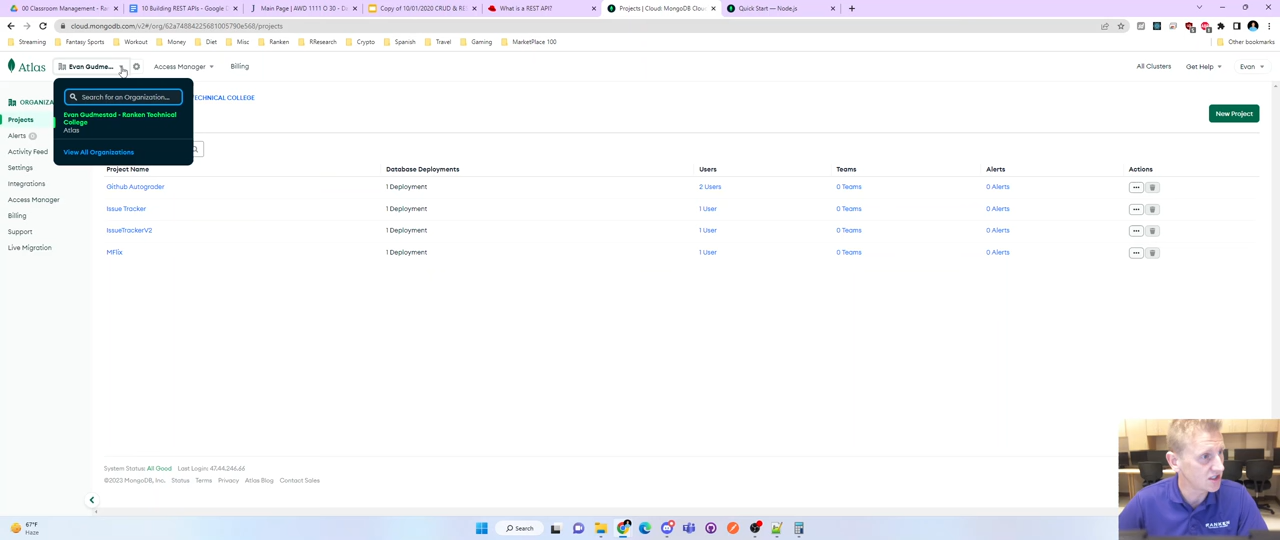 00 Classroom Management - Ra
10 Building REST APIs - Google D
Main Page | AWD 1111 O 30 - D
Copy of 10/01/2020 CRUD & RES
What is a REST API?
Projects | Cloud: MongoDB Clou
Quick Start — Node.js
cloud.mongodb.com/v2#/org/62a74884225681005790e568/projects
Streaming
Fantasy Sports
Workout
Money
Diet
Misc
Ranken
RResearch
Crypto
Spanish
Travel
Gaming
MarketPlace 100
Other bookmarks
Atlas
Evan Gudme...
Access Manager
Billing
All Clusters
Get Help
Evan
Search for an Organization...
ORGANIZA
TECHNICAL COLLEGE
Evan Gudmestad - Ranken Technical
College
Atlas
View All Organizations
New Project
Projects
Alerts 0
Activity Feed
Settings
Integrations
Access Manager
Billing
Support
Live Migration
Project Name Database Deployments Users Teams Alerts Actions
Github Autograder 1 Deployment 2 Users 0 Teams 0 Alerts
Issue Tracker 1 Deployment 1 User 0 Teams 0 Alerts
IssueTrackerV2 1 Deployment 1 User 0 Teams 0 Alerts
MFlix 1 Deployment 1 User 0 Teams 0 Alerts
System Status: All Good Last Login: 47.44.246.66
©2022 MongoDB, Inc. Status Terms Privacy Atlas Blog Contact Sales
67°F
Haze
Search
RANKEN